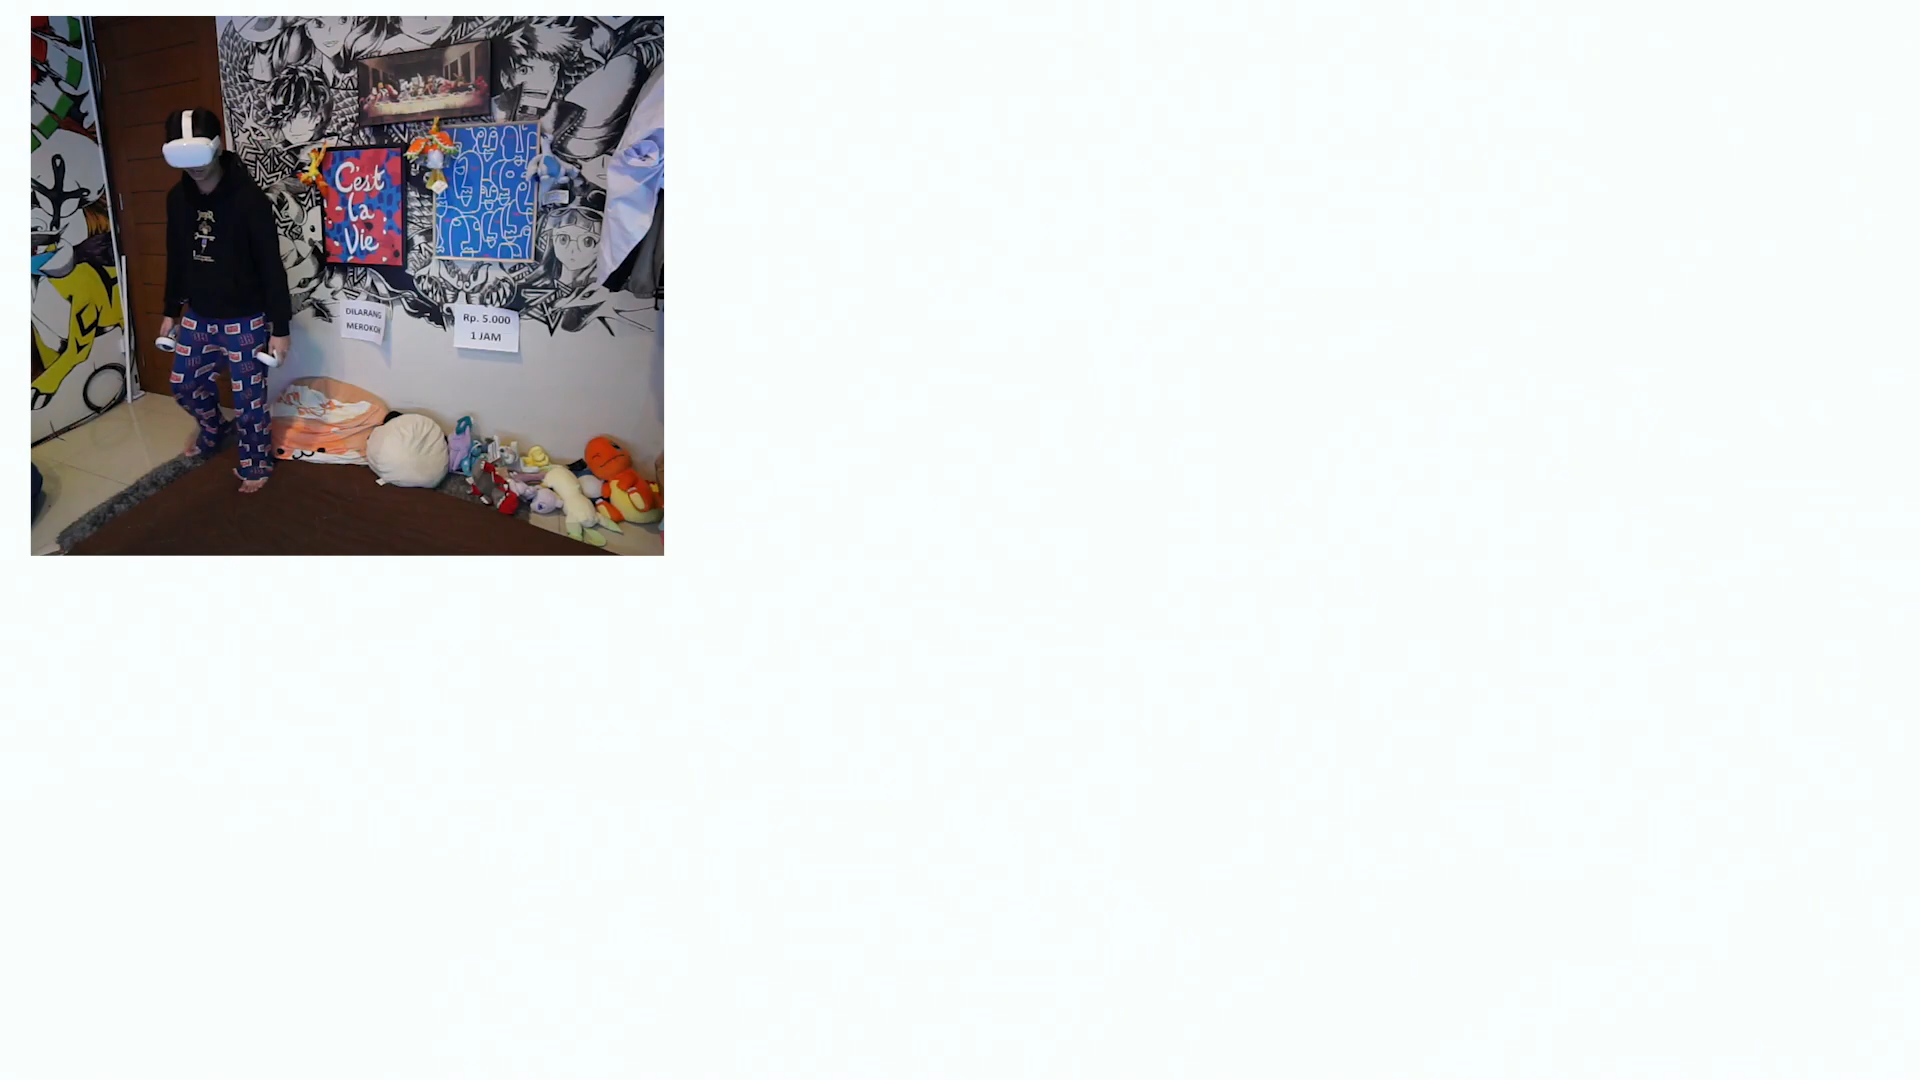 C'est
la
Vie
DILARANG
MEROKOK
Rp. 5.000
1 JAM